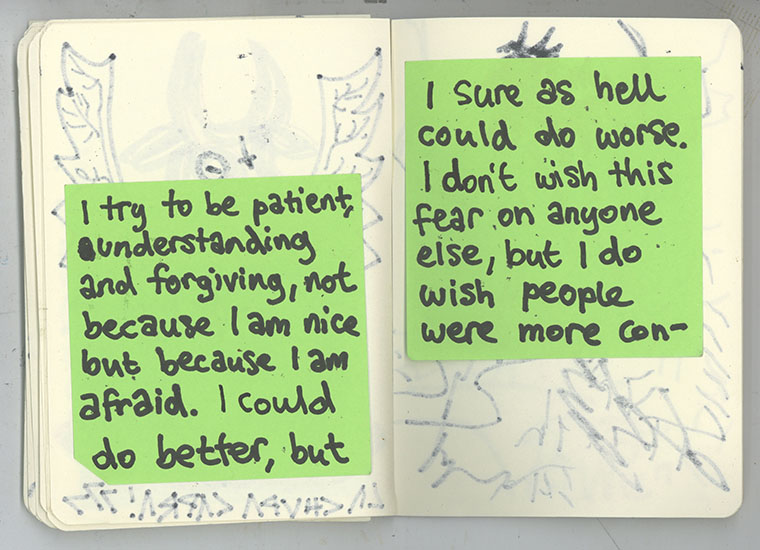 I try to be patient,
understanding
and forgiving, not
because I am nice
but because I am
afraid. I could
do better, but
I sure as hell
could do worse.
I don't wish this
fear on anyone
else, but I do
wish people
were more con-